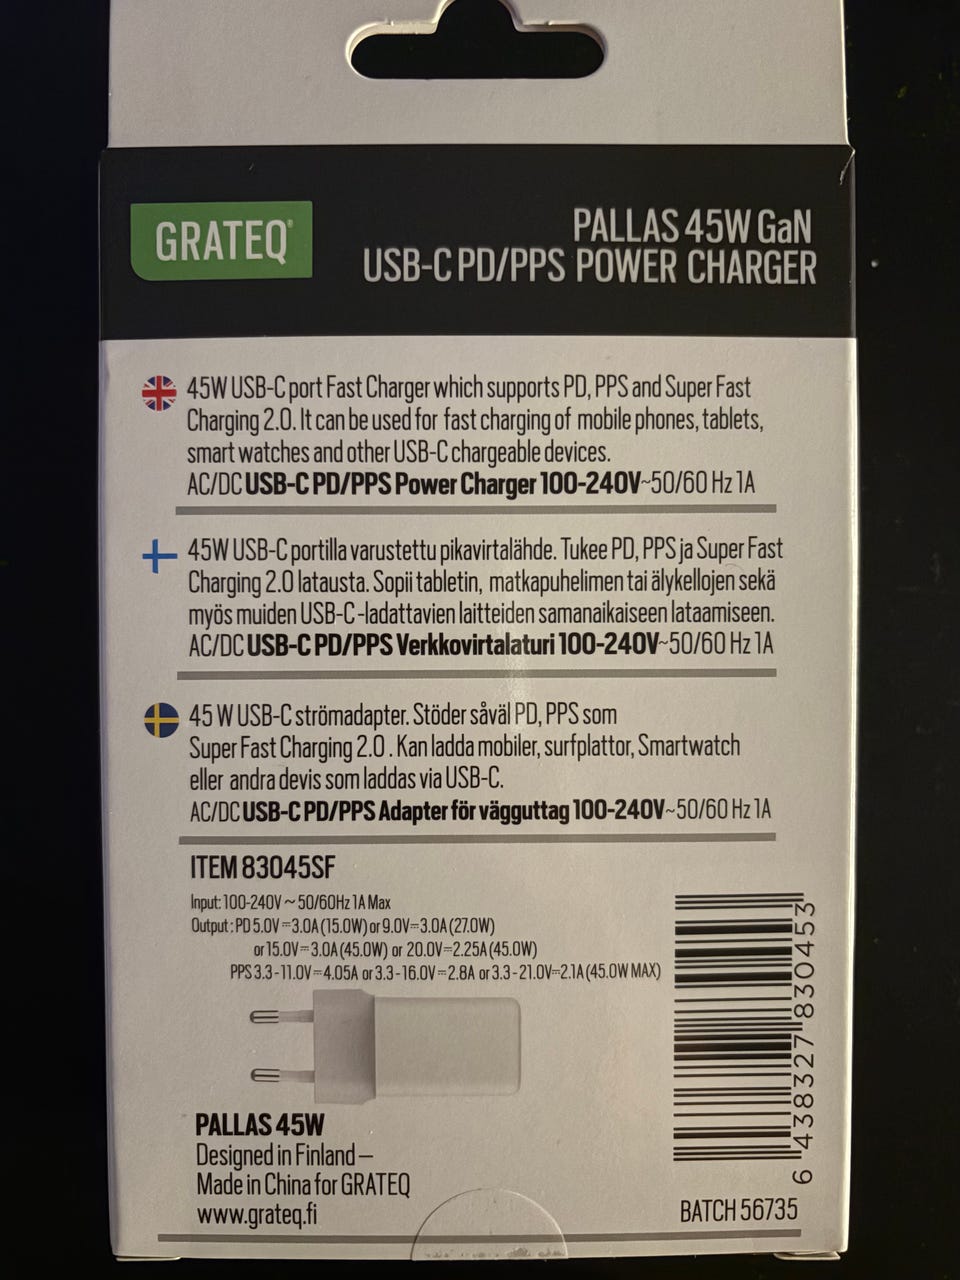 GRATEQ®
PALLAS 45W GaN
USB-C PD/PPS POWER CHARGER
45W USB-C port Fast Charger which supports PD, PPS and Super Fast
Charging 2.0. It can be used for fast charging of mobile phones, tablets,
smart watches and other USB-C chargeable devices.
AC/DC USB-C PD/PPS Power Charger 100-240V~50/60 Hz 1A
45W USB-C portilla varustettu pikavirtalähde. Tukee PD, PPS ja Super Fast
Charging 2.0 latausta. Sopii tabletin, matkapuhelimen tai älykellojen sekä
myös muiden USB-C -ladattavien laitteiden samanaikaiseen lataamiseen.
AC/DC USB-C PD/PPS Verkkovirtalaturi 100-240V~50/60 Hz 1A
45 W USB-C strömadapter. Stöder såväl PD, PPS som
Super Fast Charging 2.0 . Kan ladda mobiler, surfplattor, Smartwatch
eller andra devis som laddas via USB-C.
AC/DC USB-C PD/PPS Adapter för vägguttag 100-240V~50/60 Hz 1A
ITEM 83045SF
Input: 100-240V ~ 50/60Hz 1A Max
Output : PD 5.0V⎓3.0A (15.0W) or 9.0V⎓3.0A (27.0W)
or 15.0V⎓3.0A (45.0W) or 20.0V⎓2.25A (45.0W)
PPS 3.3-11.0V⎓4.05A or 3.3-16.0V⎓2.8A or 3.3-21.0V⎓2.1A (45.0W MAX)
6 438327 830453
PALLAS 45W
Designed in Finland –
Made in China for GRATEQ
www.grateq.fi
BATCH 56735